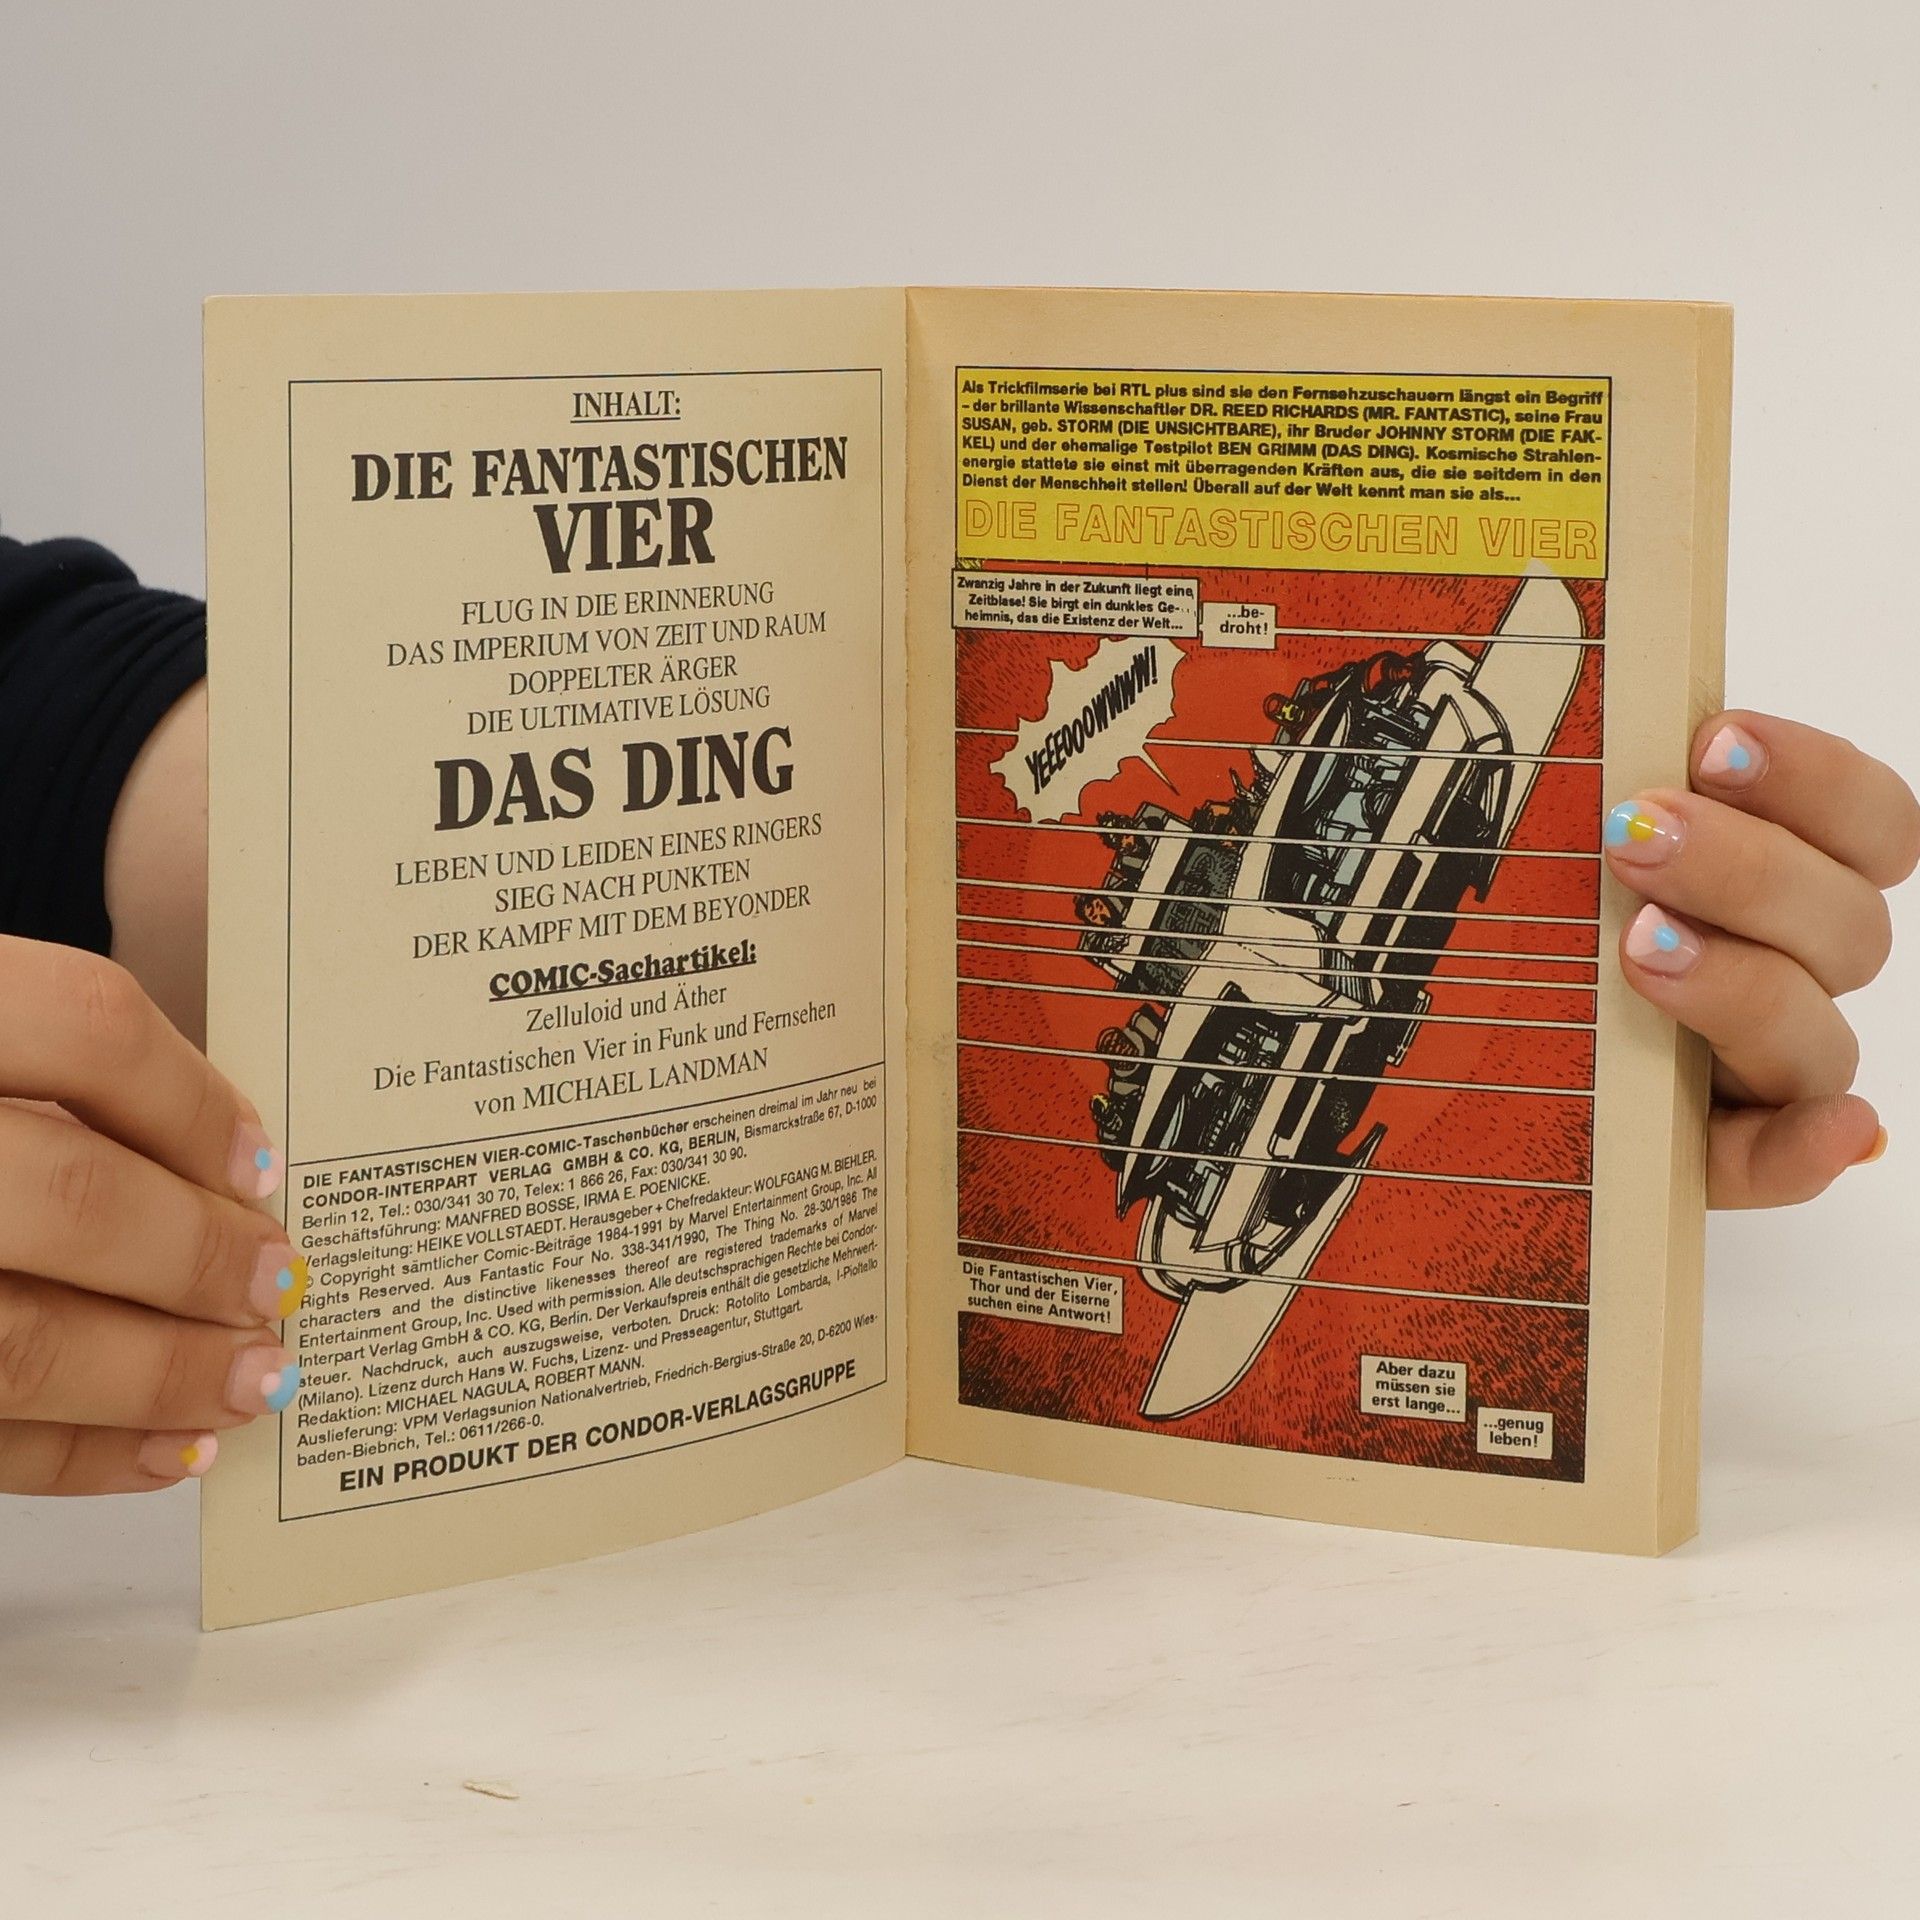 INHALT:
DIE FANTASTISCHEN
VIER
FLUG IN DIE ERINNERUNG
DAS IMPERIUM VON ZEIT UND RAUM
DOPPELTER ÄRGER
DIE ULTIMATIVE LÖSUNG
DAS DING
LEBEN UND LEIDEN EINES RINGERS
SIEG NACH PUNKTEN
DER KAMPF MIT DEM BEYONDER
COMIC-Sachartikel:
Zelluloid und Äther
Die Fantastischen Vier in Funk und Fernsehen
von MICHAEL LANDMAN
DIE FANTASTISCHEN VIER-COMIC-Taschenbücher erscheinen dreimal im Jahr neu bei
CONDOR-INTERPART VERLAG GMBH & CO. KG, BERLIN, Bismarckstraße 67, D-1000
Berlin 12, Tel.: 030/341 30 70, Telex: 1 866 26, Fax: 030/341 30 90.
Geschäftsführung: MANFRED BOSSE, IRMA E. POENICKE.
Verlagsleitung: HEIKE VOLLSTAEDT. Herausgeber + Chefredakteur: WOLFGANG M. BIEHLER.
© Copyright sämtlicher Comic-Beiträge 1984-1991 by Marvel Entertainment Group, Inc. All
Rights Reserved. Aus Fantastic Four No. 338-341/1990, The Thing No. 28-30/1986 The
characters and the distinctive likenesses thereof are registered trademarks of Marvel
Entertainment Group, Inc. Used with permission. Alle deutschsprachigen Rechte bei Condor-
Interpart Verlag GmbH & CO. KG, Berlin. Der Verkaufspreis enthält die gesetzliche Mehrwert-
steuer. Nachdruck, auch auszugsweise, verboten. Druck: Rotolito Lombarda, I-Pioltello
(Milano). Lizenz durch Hans W. Fuchs, Lizenz- und Presseagentur, Stuttgart.
Redaktion: MICHAEL NAGULA, ROBERT MANN.
Auslieferung: VPM Verlagsunion Nationalvertrieb, Friedrich-Bergius-Straße 20, D-6200 Wies-
baden-Biebrich, Tel.: 0611/266-0.
EIN PRODUKT DER CONDOR-VERLAGSGRUPPE
Als Trickfilmserie bei RTL plus sind sie den Fernsehzuschauern längst ein Begriff
– der brillante Wissenschaftler DR. REED RICHARDS (MR. FANTASTIC), seine Frau
SUSAN, geb. STORM (DIE UNSICHTBARE), ihr Bruder JOHNNY STORM (DIE FAK-
KEL) und der ehemalige Testpilot BEN GRIMM (DAS DING). Kosmische Strahlen-
energie stattete sie einst mit überragenden Kräften aus, die sie seitdem in den
Dienst der Menschheit stellen! Überall auf der Welt kennt man sie als...
DIE FANTASTISCHEN VIER
Zwanzig Jahre in der Zukunft liegt eine
Zeitblase! Sie birgt ein dunkles Ge-
heimnis, das die Existenz der Welt...
...be-
droht!
YEEEOOOWWWW!
Die Fantastischen Vier,
Thor und der Eiserne
suchen eine Antwort!
Aber dazu
müssen sie
erst lange...
...genug
leben!